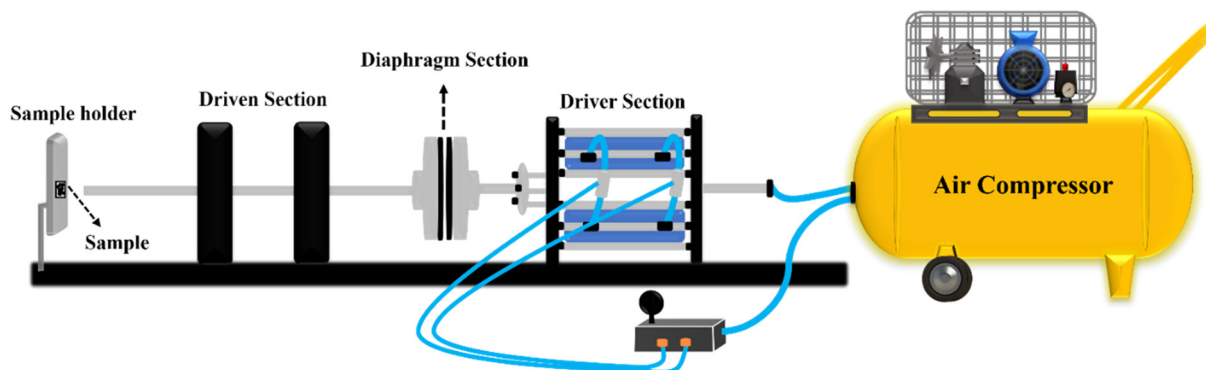 Diaphragm Section
Driven Section
Driver Section
Sample holder
Sample
Air Compressor